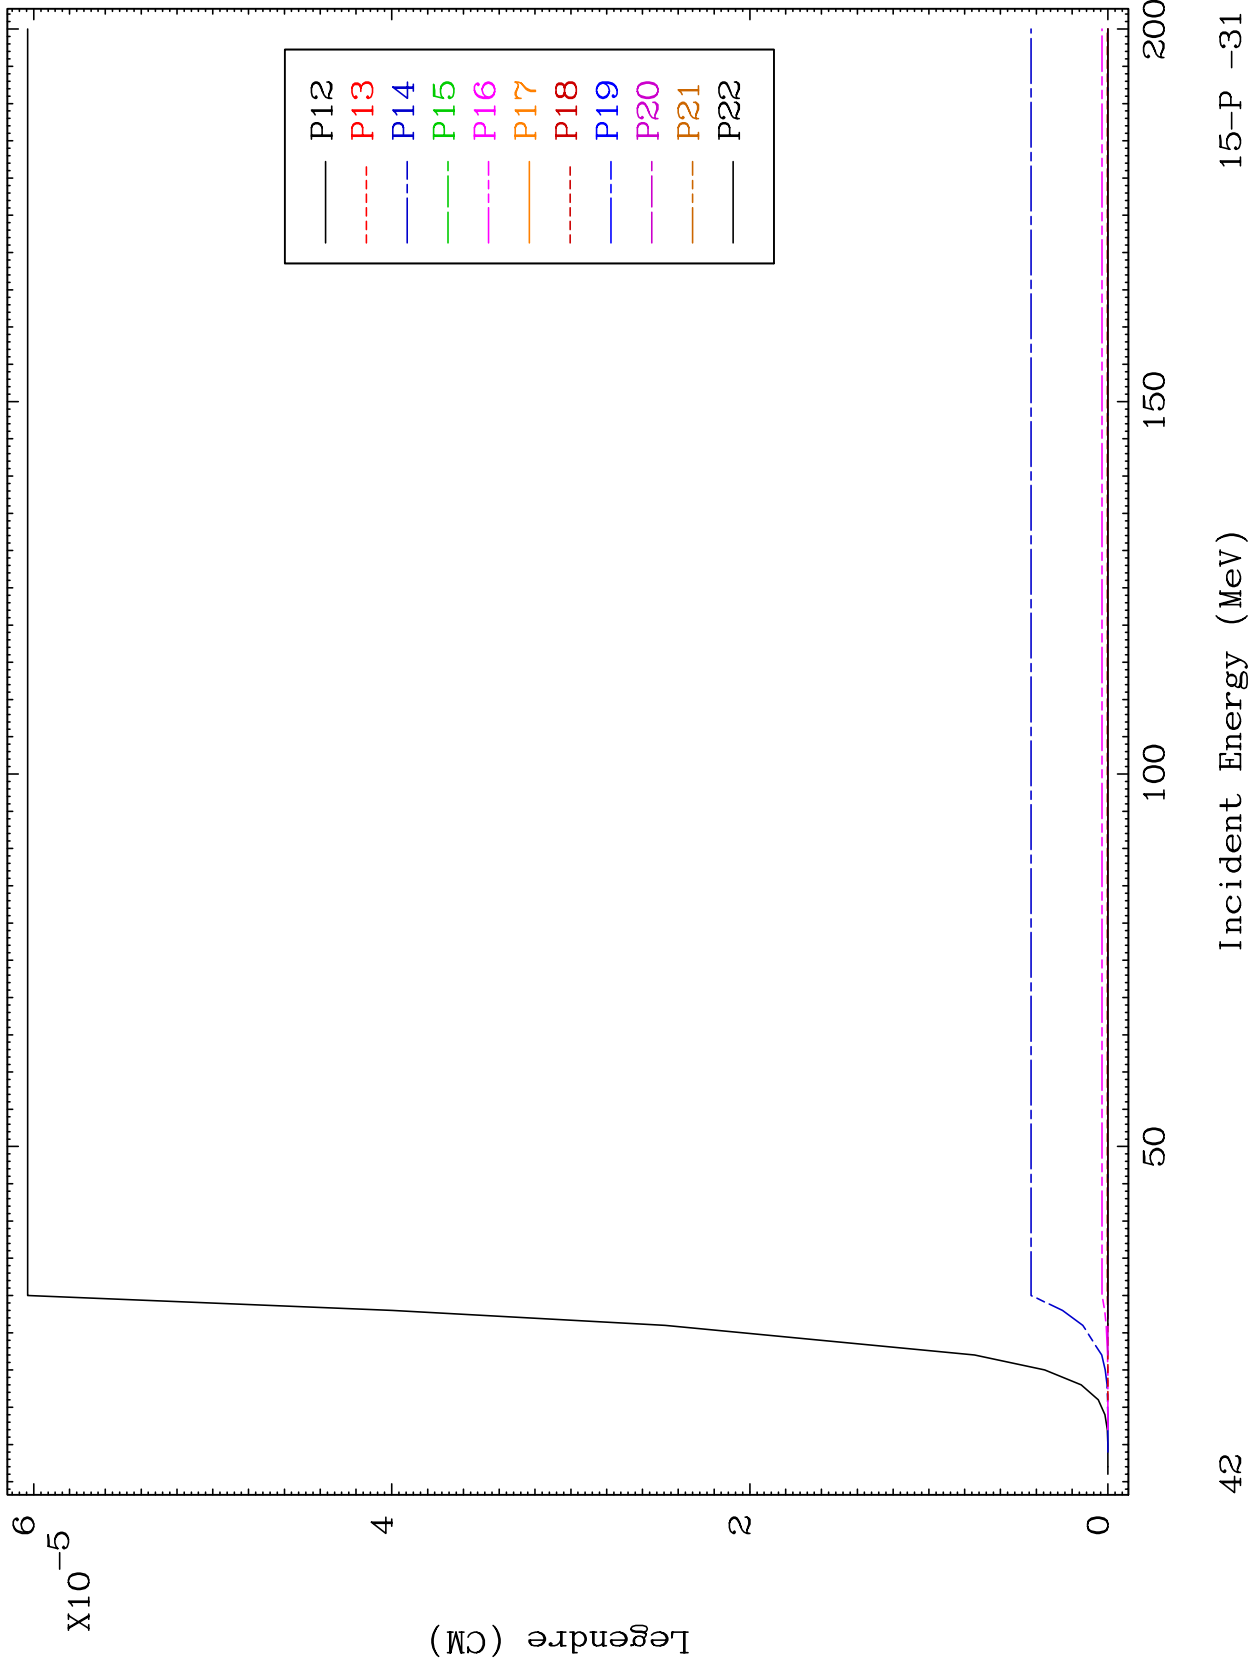 X10
-5
6
4
2
0
Legendre (CM)
P12
P13
P14
P15
P16
P17
P18
P19
P20
P21
P22
50
100
150
200
42
Incident Energy (MeV)
15-P -31